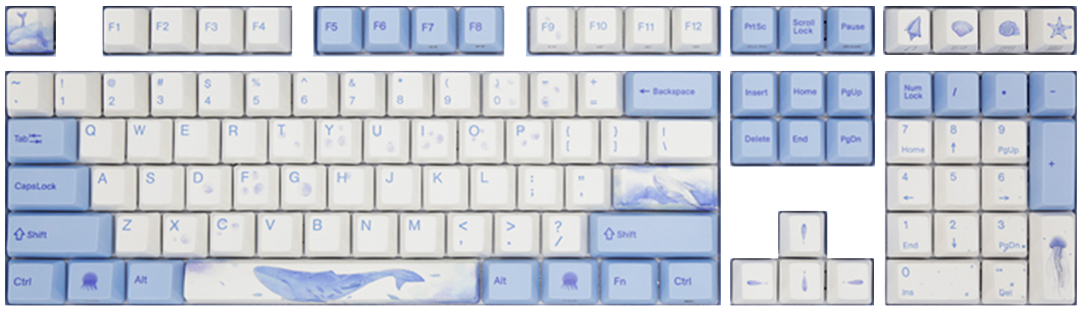 F1 F2 F3 F4 F5 F6 F7 F8 F9 F10 F11 F12 PrtSc Scroll Lock Pause
~ ` ! 1 @ 2 # 3 $ 4 % 5 ^ 6 & 7 * 8 ( 9 ) 0 - + = ← Backspace Insert Home PgUp Num Lock / * -
Tab Q W E R T Y U I O P { [ } ] | \ Delete End PgDn 7 Home 8 ↑ 9 PgUp +
CapsLock A S D F G H J K L : ; " ' 4 ← 5 6 →
⇧ Shift Z X C V B N M < , > . ? / ⇧ Shift 1 End 2 ↓ 3 PgDn
Ctrl Alt Alt Fn Ctrl 0 Ins . Del